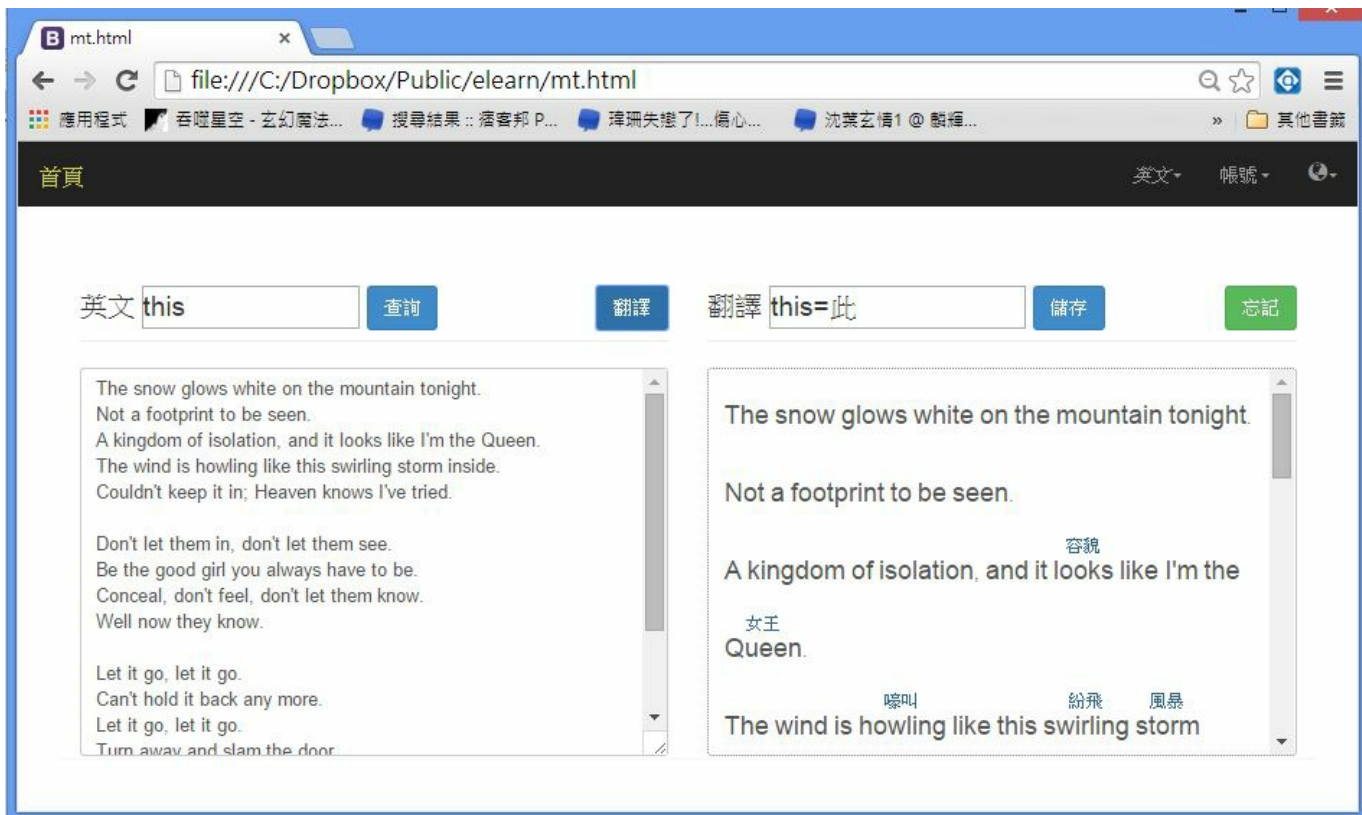 mt.html
file:///C:/Dropbox/Public/elearn/mt.html
應用程式 吞噬星空 - 玄幻魔法... 搜尋結果 :: 痞客邦 P... 瑋珊失戀了!...傷心... 沈葉玄情1 @ 麟輝... » 其他書籤
首頁 英文 帳號
英文 this 查詢 翻譯 翻譯 this=此 儲存 忘記
The snow glows white on the mountain tonight.
Not a footprint to be seen.
A kingdom of isolation, and it looks like I'm the Queen.
The wind is howling like this swirling storm inside.
Couldn't keep it in; Heaven knows I've tried.
Don't let them in, don't let them see.
Be the good girl you always have to be.
Conceal, don't feel, don't let them know.
Well now they know.
Let it go, let it go.
Can't hold it back any more.
Let it go, let it go.
Turn away and slam the door
The snow glows white on the mountain tonight.
Not a footprint to be seen.
容貌
A kingdom of isolation, and it looks like I'm the
女王
Queen.
嚎叫 紛飛 風暴
The wind is howling like this swirling storm